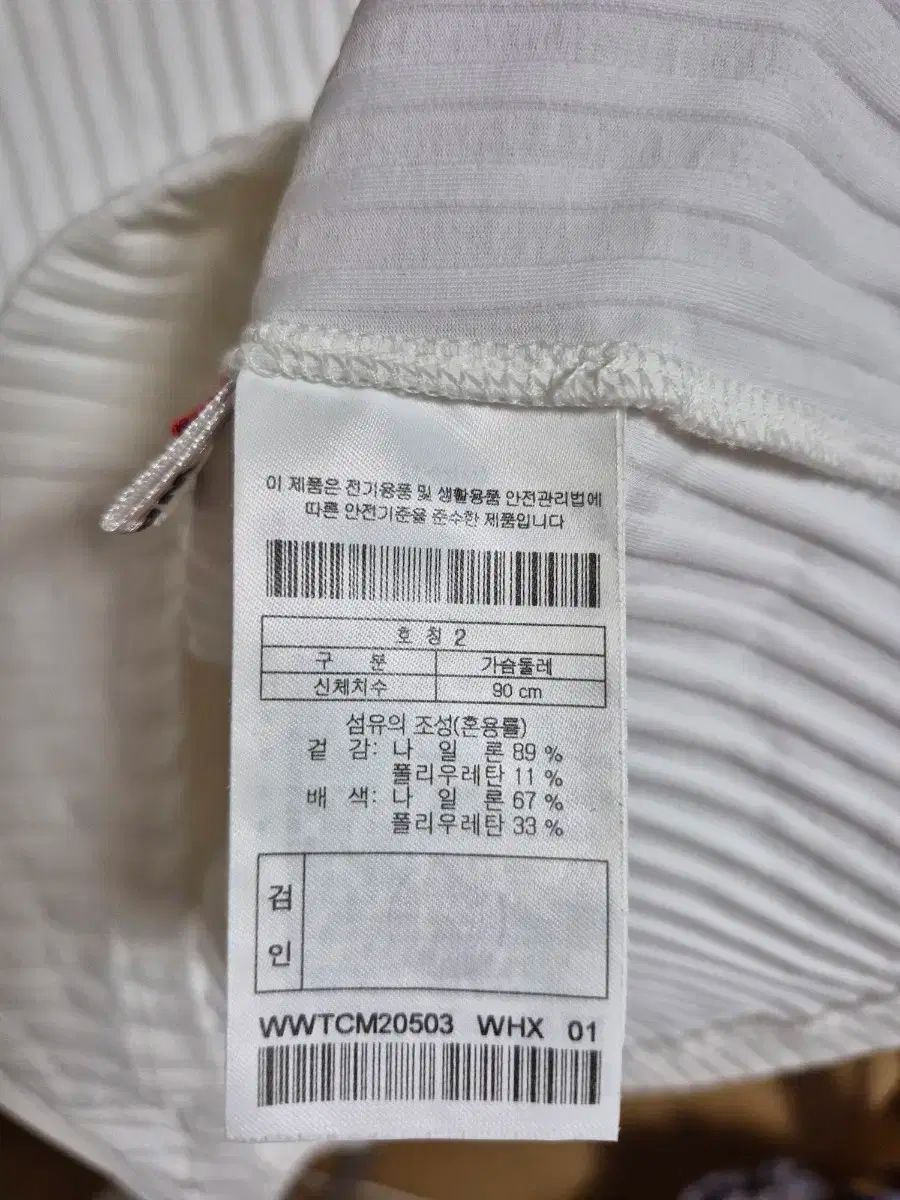 이 제품은 전기용품 및 생활용품 안전관리법에
따른 안전기준을 준수한 제품입니다
호 칭 2
구 분 가슴둘레
신체치수 90 cm
섬유의 조성(혼용률)
겉 감: 나 일 론 89 %
폴리우레탄 11 %
배 색: 나 일 론 67 %
폴리우레탄 33 %
검
인
WWTCM20503 WHX 01